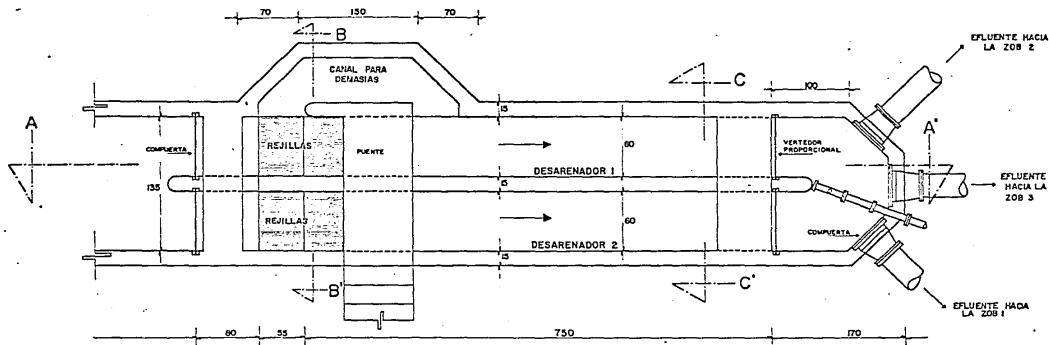 70
150
70
B
EFLUENTE HACIA
LA ZOB 2
CANAL PARA
DEMASIAS
C
100
A
15
A'
COMPUERTA
REJILLAS
PUENTE
60
VERTEDOR
PROPORCIONAL
DESARENADOR 1
135
15
EFLUENTE
HACIA LA
ZOB 3
REJILLAS
60
COMPUERTA
DESARENADOR 2
15
B'
C'
EFLUENTE HACIA
LA ZOB 1
80
55
750
170